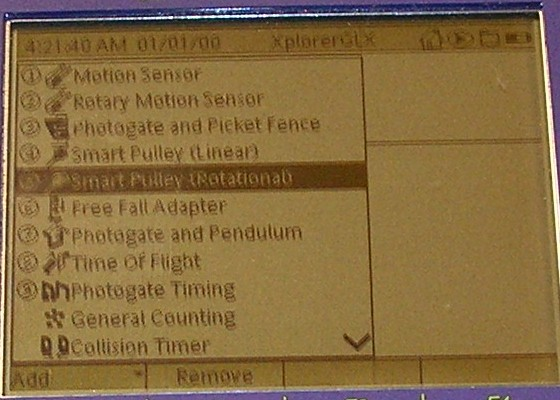 4:21:40 AM 01/01/00 XplorerGLX
1 Motion Sensor
2 Rotary Motion Sensor
3 Photogate and Picket Fence
4 Smart Pulley (Linear)
5 Smart Pulley (Rotational)
6 Free Fall Adapter
7 Photogate and Pendulum
8 Time Of Flight
9 Photogate Timing
General Counting
Collision Timer
Add Remove